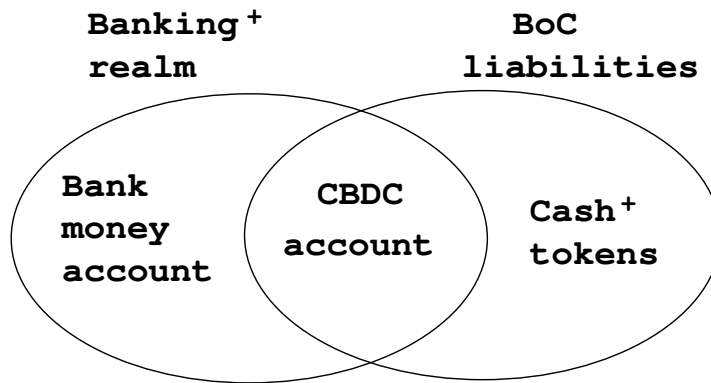 Banking⁺
realm
BoC
liabilities
Bank
money
account
CBDC
account
Cash⁺
tokens